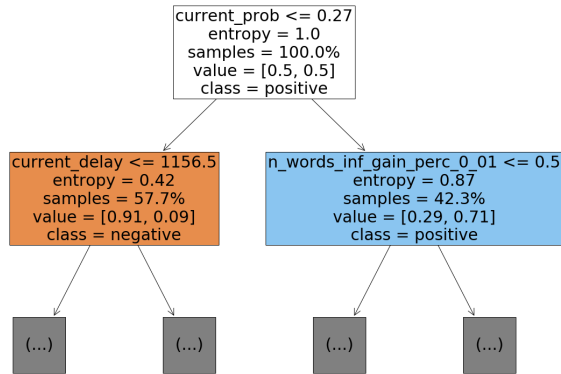 current_prob <= 0.27
entropy = 1.0
samples = 100.0%
value = [0.5, 0.5]
class = positive
current_delay <= 1156.5
entropy = 0.42
samples = 57.7%
value = [0.91, 0.09]
class = negative
n_words_inf_gain_perc_0_01 <= 0.5
entropy = 0.87
samples = 42.3%
value = [0.29, 0.71]
class = positive
(...)
(...)
(...)
(...)